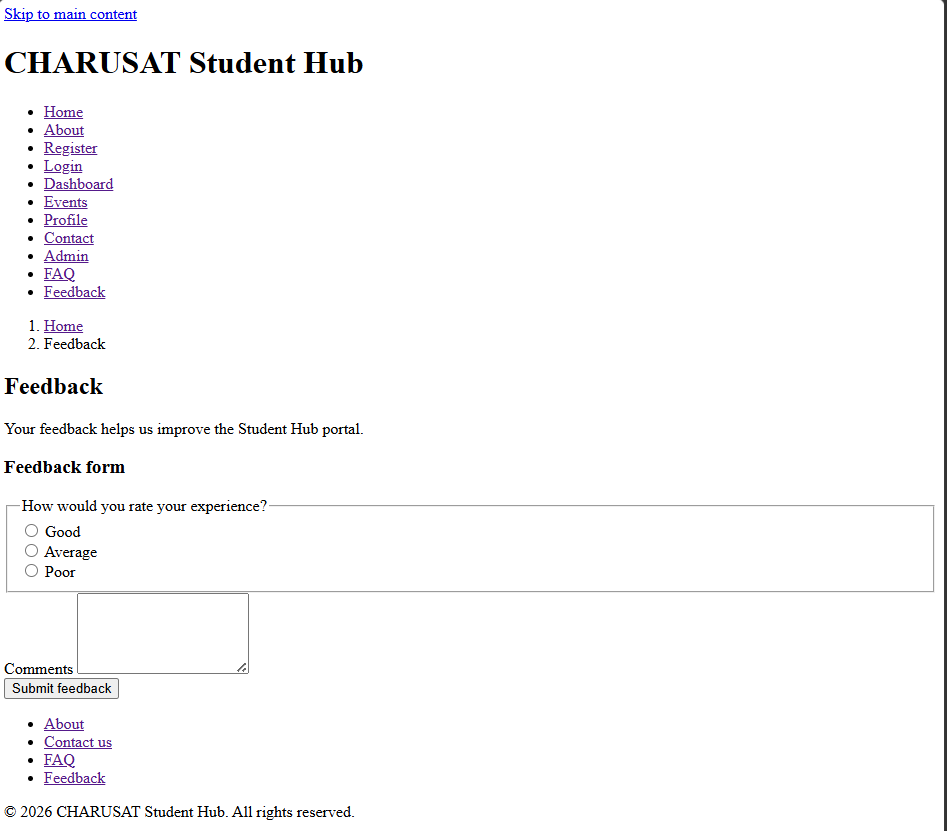 Skip to main content
CHARUSAT Student Hub
Home
About
Register
Login
Dashboard
Events
Profile
Contact
Admin
FAQ
Feedback
1. Home
2. Feedback
Feedback
Your feedback helps us improve the Student Hub portal.
Feedback form
How would you rate your experience?
Good
Average
Poor
Comments
Submit feedback
About
Contact us
FAQ
Feedback
© 2026 CHARUSAT Student Hub. All rights reserved.